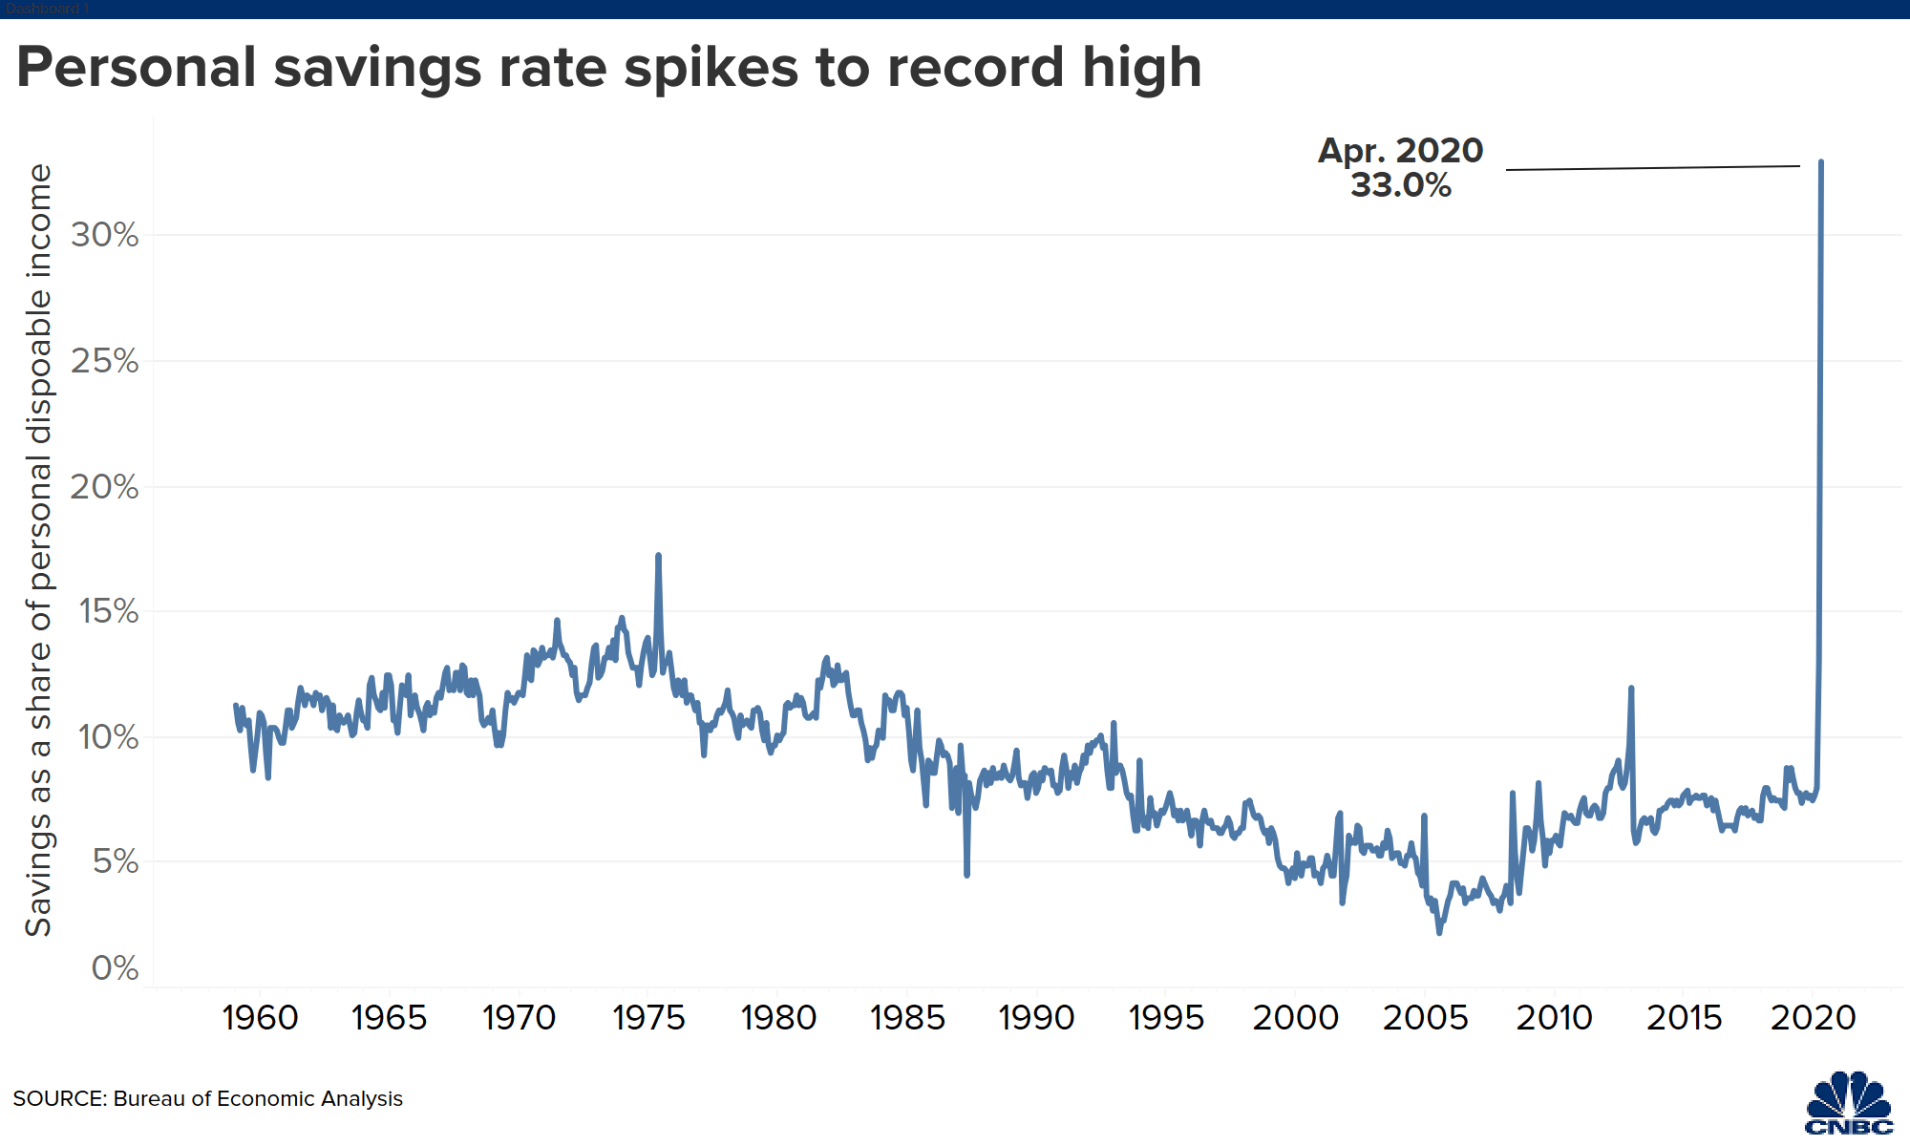 Dashboard 1
Personal savings rate spikes to record high
Apr. 2020
33.0%
Savings as a share of personal dispoable income
30%
25%
20%
15%
10%
5%
0%
1960 1965 1970 1975 1980 1985 1990 1995 2000 2005 2010 2015 2020
SOURCE: Bureau of Economic Analysis
CNBC